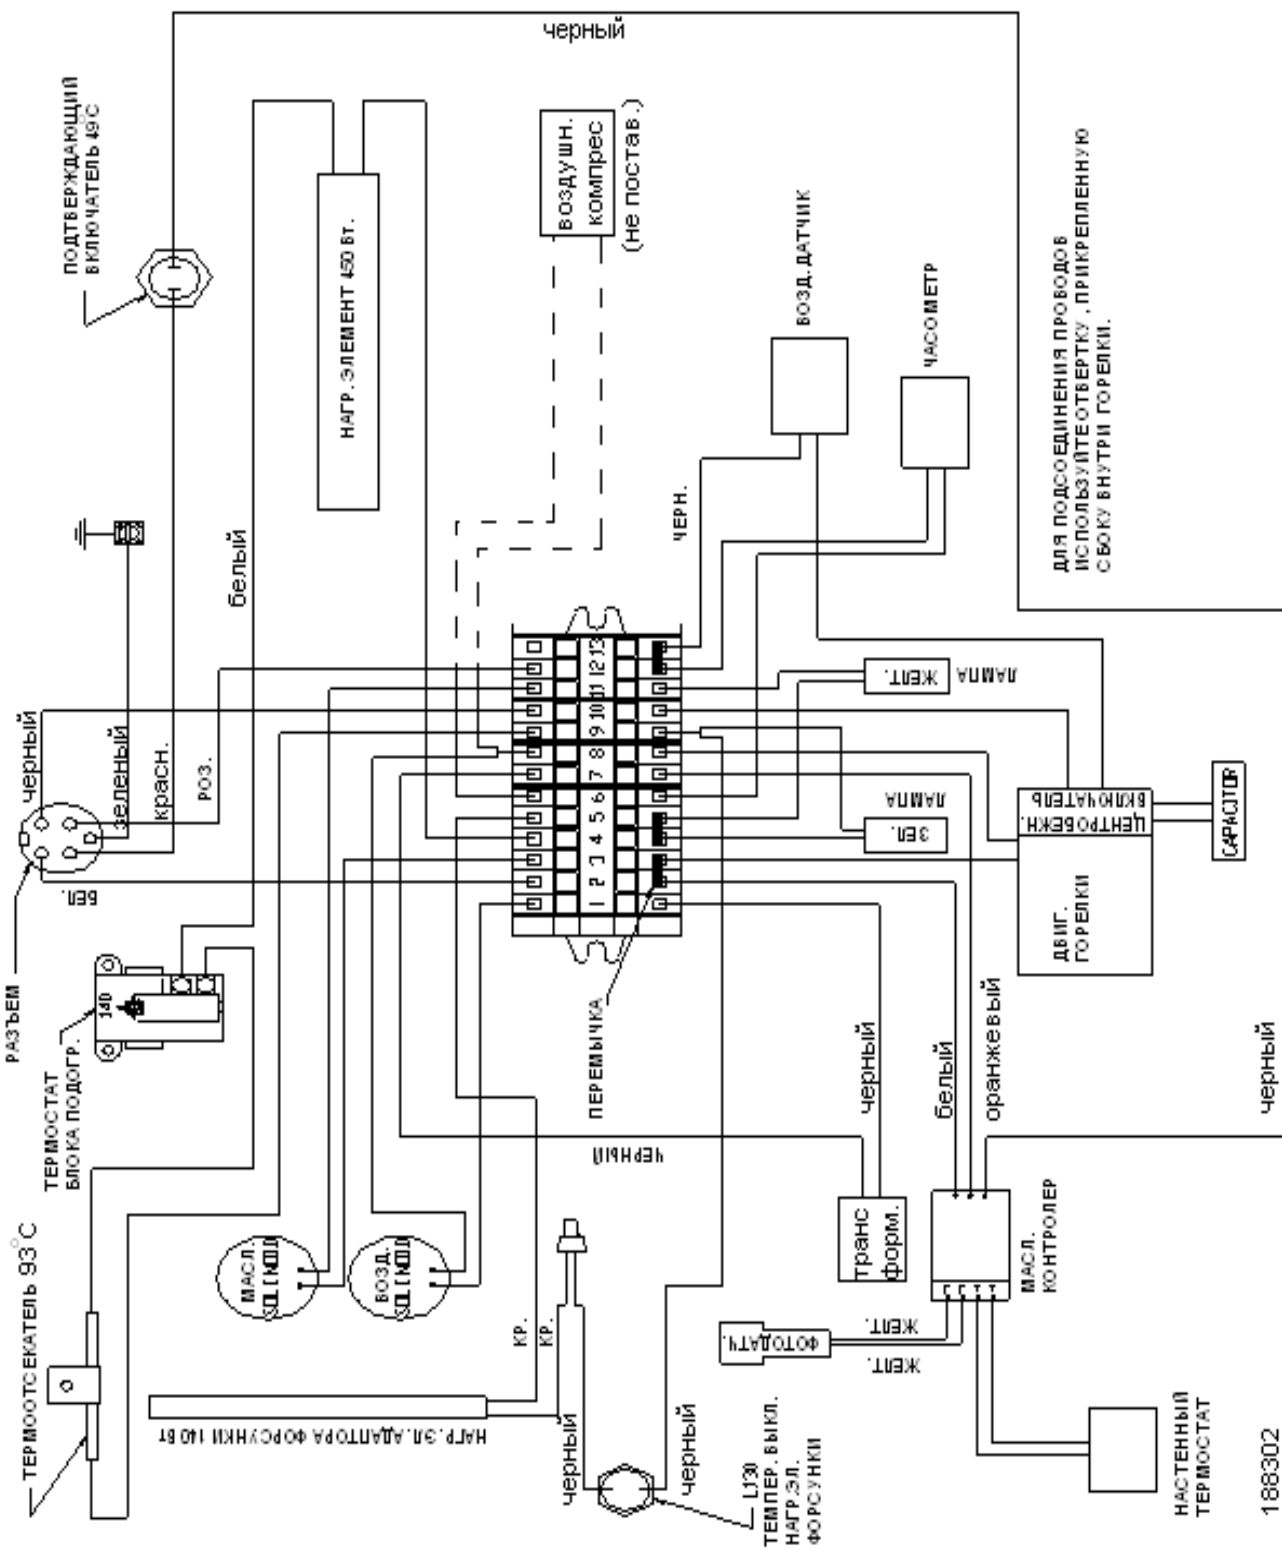 РАЗЪЕМ
черный
зеленый
красн.
РОЗ.
БЕЛ.
ПОДТВЕРЖДАЮЩИЙ
ВКЛЮЧАТЕЛЬ 49°C
черный
белый
НАГР. ЭЛЕМЕНТ 450 Вт.
ВОЗДУШН.
компрес
(не постав.)
ТЕРМОСТАТ
БЛОКА ПОДОГР.
140
ТЕРМООТСЕКАТЕЛЬ 93°C
МАСЛ.
SOLENOID
ВОЗД.
SOLENOID
1 2 3 4 5 6 7 8 9 10 11 12 13
ЧЕРН.
ВОЗД. ДАТЧИК
ЧАСОМЕТР
ПЕРЕМЫЧКА
ЧЕРНЫЙ
КР.
КР.
НАГР. ЭЛ. АДАПТОРА ФОРСУНКИ 140 Вт
черный
черный
L130
ТЕМПЕР. ВЫКЛ.
НАГР.ЭЛ.
ФОРСУНКИ
транс
форм.
черный
белый
оранжевый
черный
ФОТОДАТЧ.
ЖЕЛТ.
ЖЕЛТ.
МАСЛ.
КОНТРОЛЕР
НАСТЕННЫЙ
ТЕРМОСТАТ
ЗЕЛ.
ЛАМПА
ЖЕЛТ.
ЛАМПА
ДВИГ.
ГОРЕЛКИ
ЦЕНТРОБЕЖН.
ВКЛЮЧАТЕЛЬ
CAPACITOR
ДЛЯ ПОДСОЕДИНЕНИЯ ПРОВОДОВ
ИСПОЛЬЗУЙТЕ ОТВЕРТКУ, ПРИКРЕПЛЕННУЮ
СБОКУ ВНУТРИ ГОРЕЛКИ.
188302